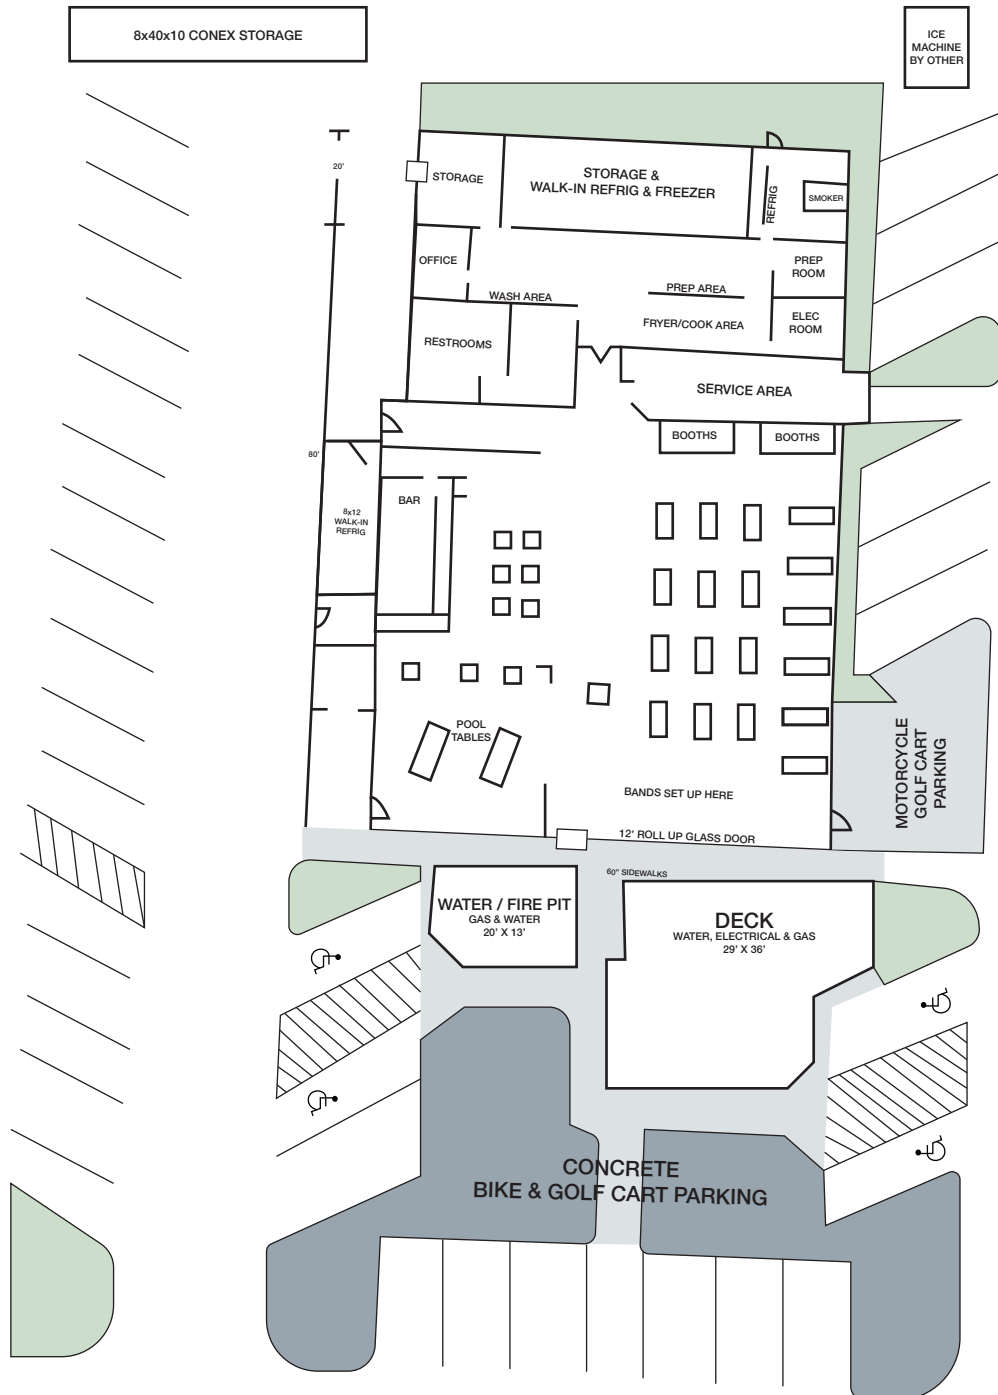 8x40x10 CONEX STORAGE
ICE
MACHINE
BY OTHER
20'
STORAGE
STORAGE &
WALK-IN REFRIG & FREEZER
REFRIG
SMOKER
OFFICE
PREP
ROOM
WASH AREA
PREP AREA
FRYER/COOK AREA
ELEC
ROOM
RESTROOMS
SERVICE AREA
BOOTHS
BOOTHS
80'
BAR
8x12
WALK-IN
REFRIG
POOL
TABLES
MOTORCYCLE
GOLF CART
PARKING
BANDS SET UP HERE
12' ROLL UP GLASS DOOR
60" SIDEWALKS
WATER / FIRE PIT
GAS & WATER
20' X 13'
DECK
WATER, ELECTRICAL & GAS
29' X 36'
CONCRETE
BIKE & GOLF CART PARKING